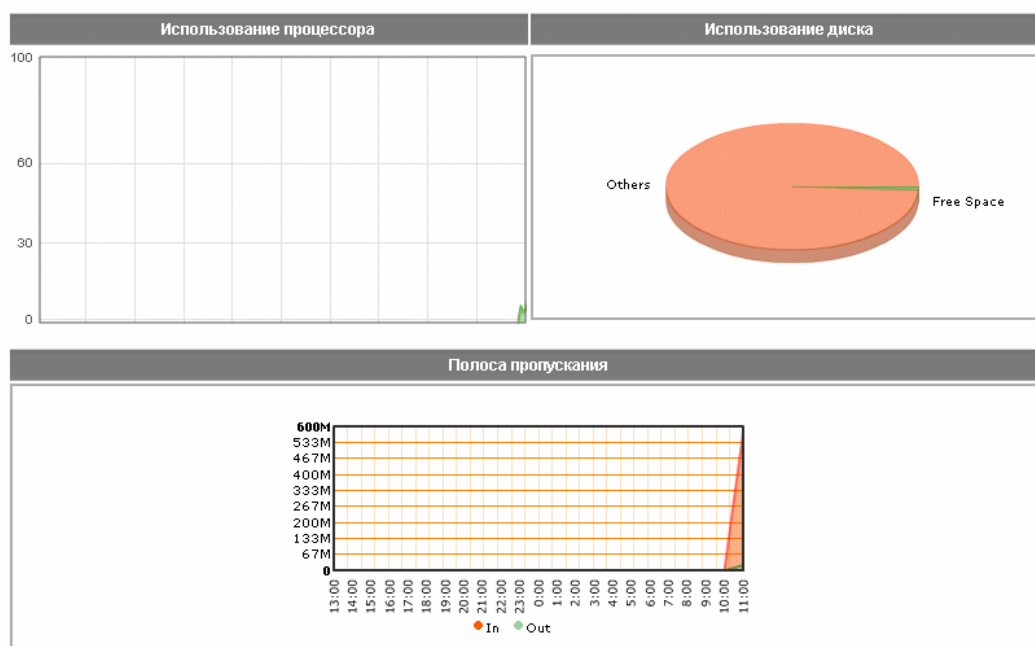 Использование процессора
Использование диска
100
60
30
0
Others
Free Space
Полоса пропускания
600M
533M
467M
400M
333M
267M
200M
133M
67M
0
13:00
14:00
15:00
16:00
17:00
18:00
19:00
20:00
21:00
22:00
23:00
0:00
1:00
2:00
3:00
4:00
5:00
6:00
7:00
8:00
9:00
10:00
11:00
In Out